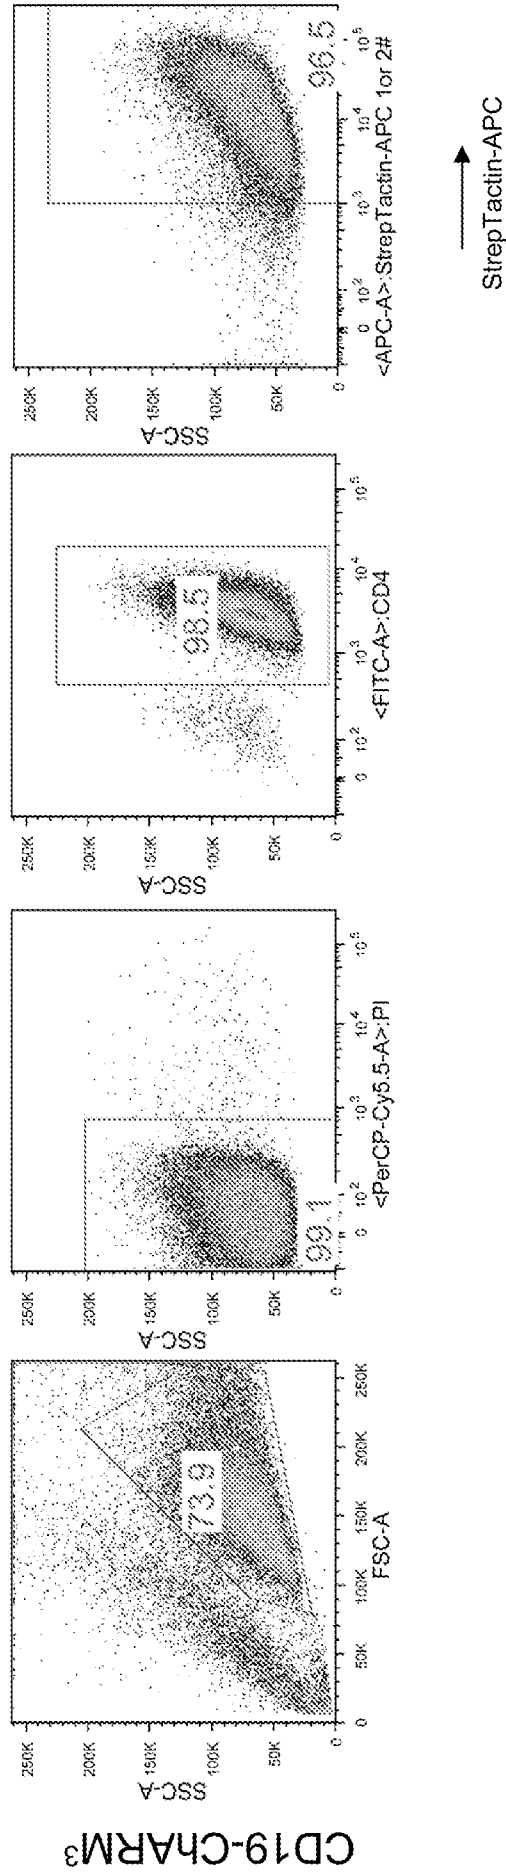 CD19-ChARM³
250K
200K
150K
100K
50K
0
SSC-A
73.9
0
50K
100K
150K
200K
250K
FSC-A
250K
200K
150K
100K
50K
0
SSC-A
99.1
0
10²
10³
10⁴
10⁵
<PerCP-Cy5.5-A>:PI
250K
200K
150K
100K
50K
0
SSC-A
98.5
0
10²
10³
10⁴
10⁵
<FITC-A>:CD4
250K
200K
150K
100K
50K
0
SSC-A
96.5
0
10²
10³
10⁴
10⁵
<APC-A>:StrepTactin-APC 1or 2#
StrepTactin-APC